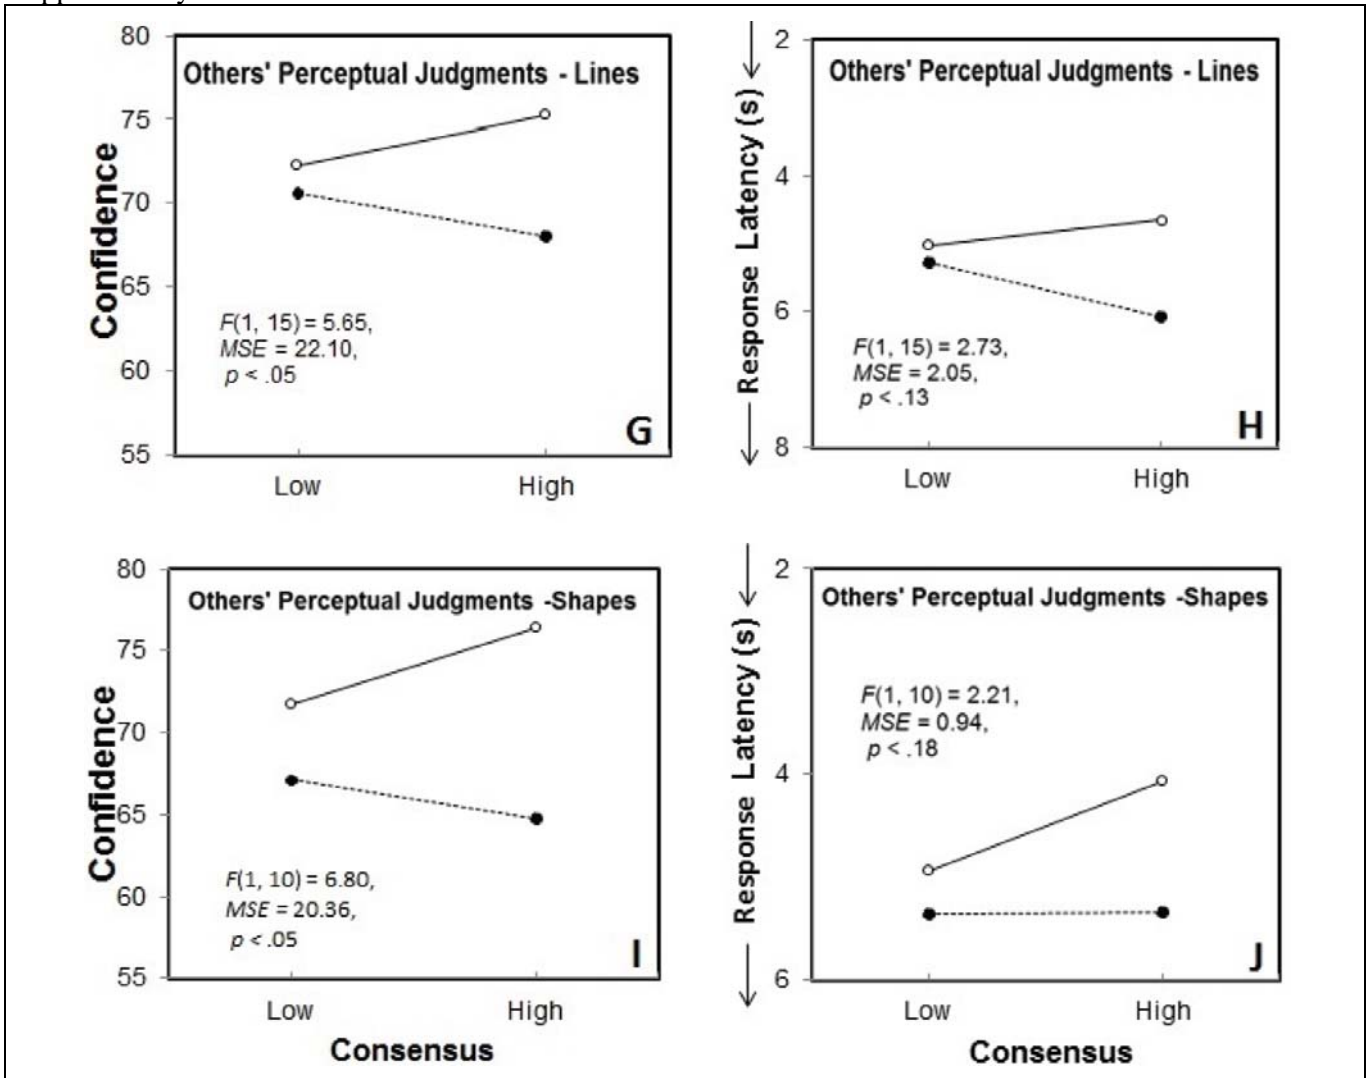 80
75
70
65
60
55
Confidence
Others' Perceptual Judgments - Lines
F(1, 15) = 5.65,
MSE = 22.10,
p < .05
G
Low
High
2
4
6
8
Response Latency (s)
Others' Perceptual Judgments - Lines
F(1, 15) = 2.73,
MSE = 2.05,
p < .13
H
Low
High
80
75
70
65
60
55
Confidence
Others' Perceptual Judgments -Shapes
F(1, 10) = 6.80,
MSE = 20.36,
p < .05
I
Low
High
Consensus
2
4
6
Response Latency (s)
Others' Perceptual Judgments -Shapes
F(1, 10) = 2.21,
MSE = 0.94,
p < .18
J
Low
High
Consensus